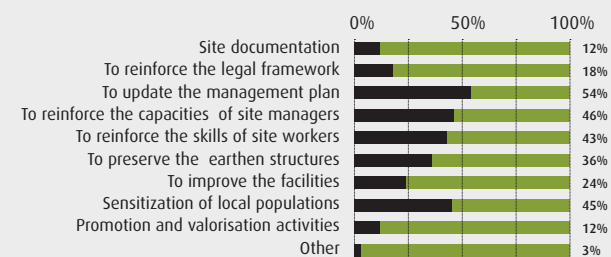 0% 50% 100%
Site documentation 12%
To reinforce the legal framework 18%
To update the management plan 54%
To reinforce the capacities of site managers 46%
To reinforce the skills of site workers 43%
To preserve the earthen structures 36%
To improve the facilities 24%
Sensitization of local populations 45%
Promotion and valorisation activities 12%
Other 3%